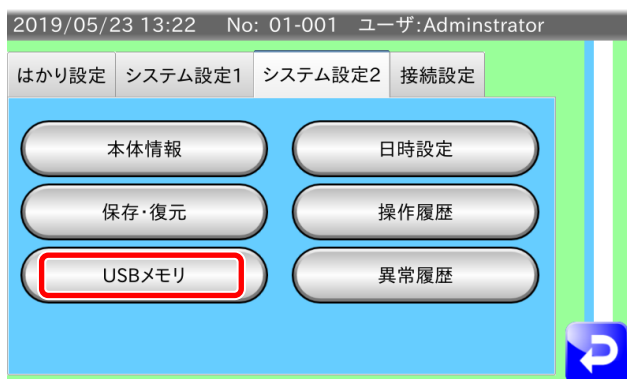 2019/05/23 13:22 No: 01-001 ユーザ:Adminstrator
はかり設定 システム設定1 システム設定2 接続設定
本体情報 日時設定
保存・復元 操作履歴
USBメモリ 異常履歴